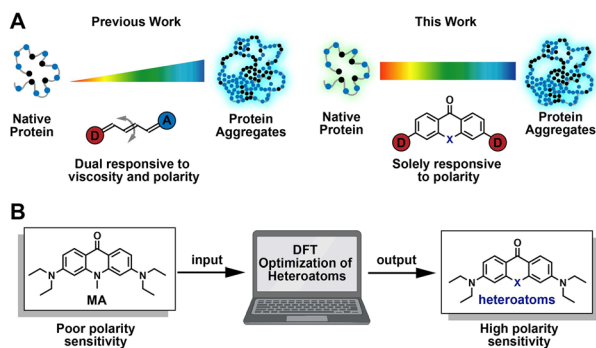 A
Previous Work
This Work
Native
Protein
D
A
Dual responsive to
viscosity and polarity
Protein
Aggregates
Native
Protein
O
D
X
D
Solely responsive
to polarity
Protein
Aggregates
B
O
N
N
N
MA
Poor polarity
sensitivity
input
DFT
Optimization of
Heteroatoms
output
O
N
X
N
heteroatoms
High polarity
sensitivity